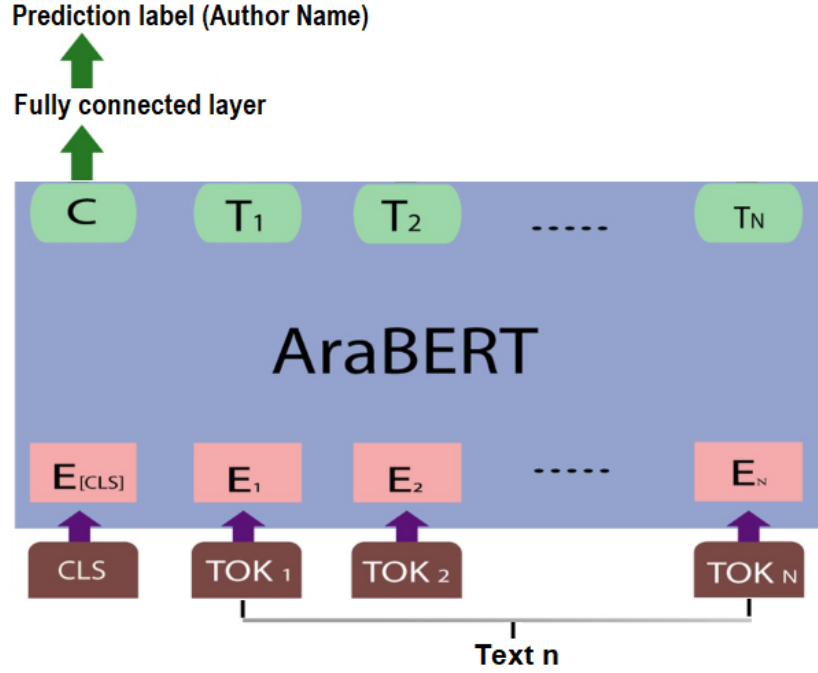 Prediction label (Author Name)
Fully connected layer
C T1 T2 ----- TN
AraBERT
E[CLS] E1 E2 ----- EN
CLS TOK 1 TOK 2 TOK N
Text n